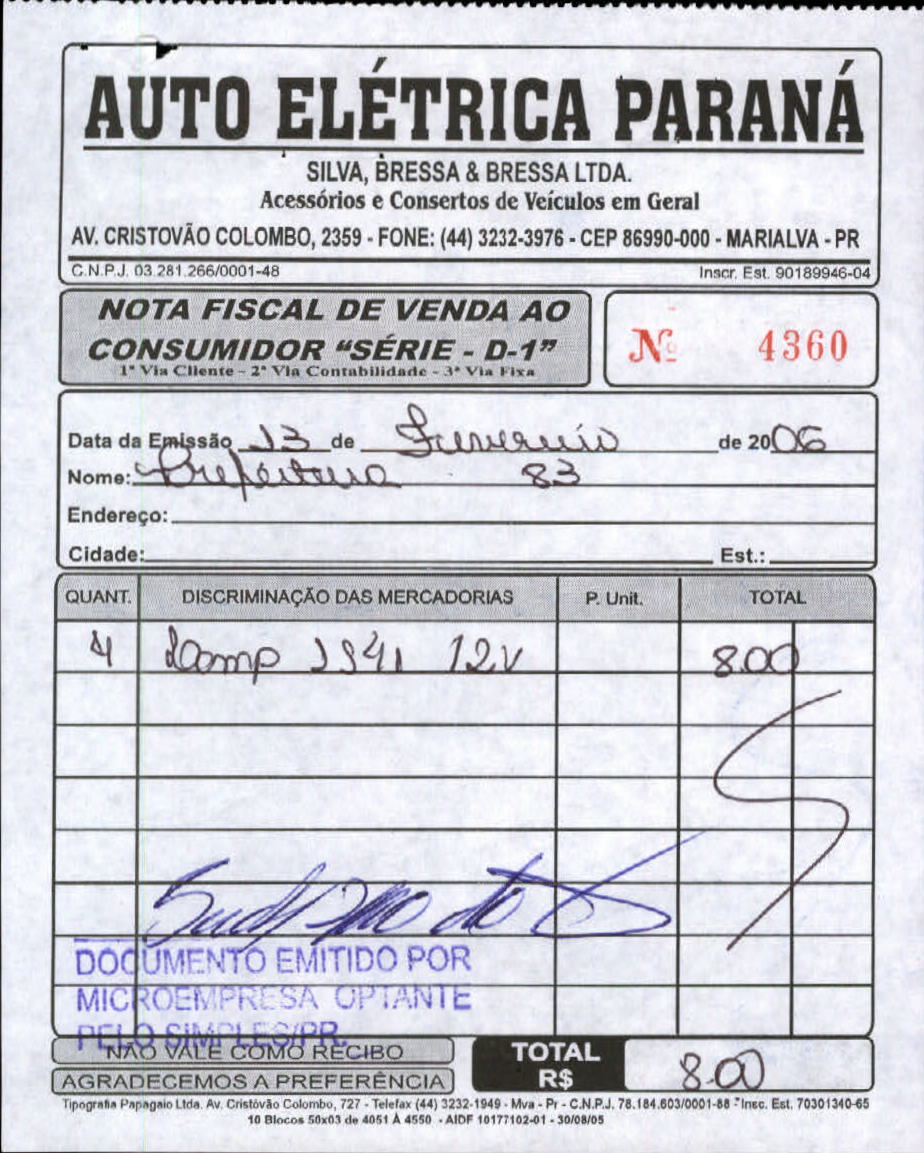 AUTO ELÉTRICA PARANÁ
SILVA, BRESSA & BRESSA LTDA.
Acessórios e Consertos de Veículos em Geral
AV. CRISTOVÃO COLOMBO, 2359 - FONE: (44) 3232-3976 - CEP 86990-000 - MARIALVA - PR
C.N.P.J. 03.281.266/0001-48 Inscr. Est. 90189946-04
NOTA FISCAL DE VENDA AO
CONSUMIDOR "SÉRIE - D-1"
1ª Via Cliente - 2ª Via Contabilidade - 3ª Via Fixa
Nº 4360
Data da Emissão 13 de Fevereiro de 2006
Nome: Prefeitura 83
Endereço:
Cidade: Est.:
QUANT. DISCRIMINAÇÃO DAS MERCADORIAS P. Unit. TOTAL
4 Lamp 12V 8.00
DOCUMENTO EMITIDO POR
MICROEMPRESA OPTANTE
PELO SIMPLES/PR.
NÃO VALE COMO RECIBO
AGRADECEMOS A PREFERÊNCIA
TOTAL
R$ 8.00
Tipografia Papagaio Ltda. Av. Cristóvão Colombo, 727 - Telefax (44) 3232-1949 - Mva - Pr - C.N.P.J. 78.184.603/0001-88 - Insc. Est. 70301340-65
10 Blocos 50x03 de 4051 À 4550 - AIDF 10177102-01 - 30/08/05